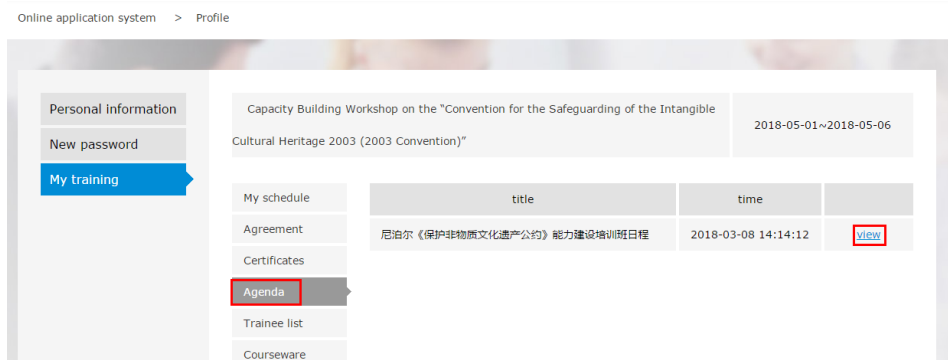 Online application system > Profile
Personal information
New password
My training
Capacity Building Workshop on the “Convention for the Safeguarding of the Intangible
Cultural Heritage 2003 (2003 Convention)”
2018-05-01~2018-05-06
My schedule
Agreement
Certificates
Agenda
Trainee list
Courseware
title time
尼泊尔《保护非物质文化遗产公约》能力建设培训班日程 2018-03-08 14:14:12 view